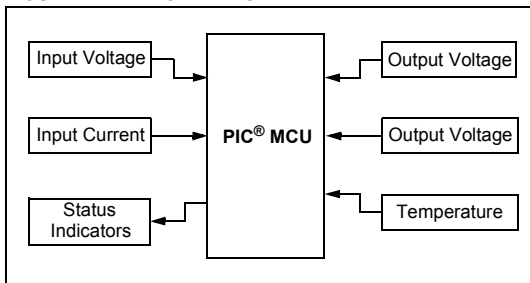 Input Voltage
Input Current
Status
Indicators
PIC® MCU
Output Voltage
Output Voltage
Temperature